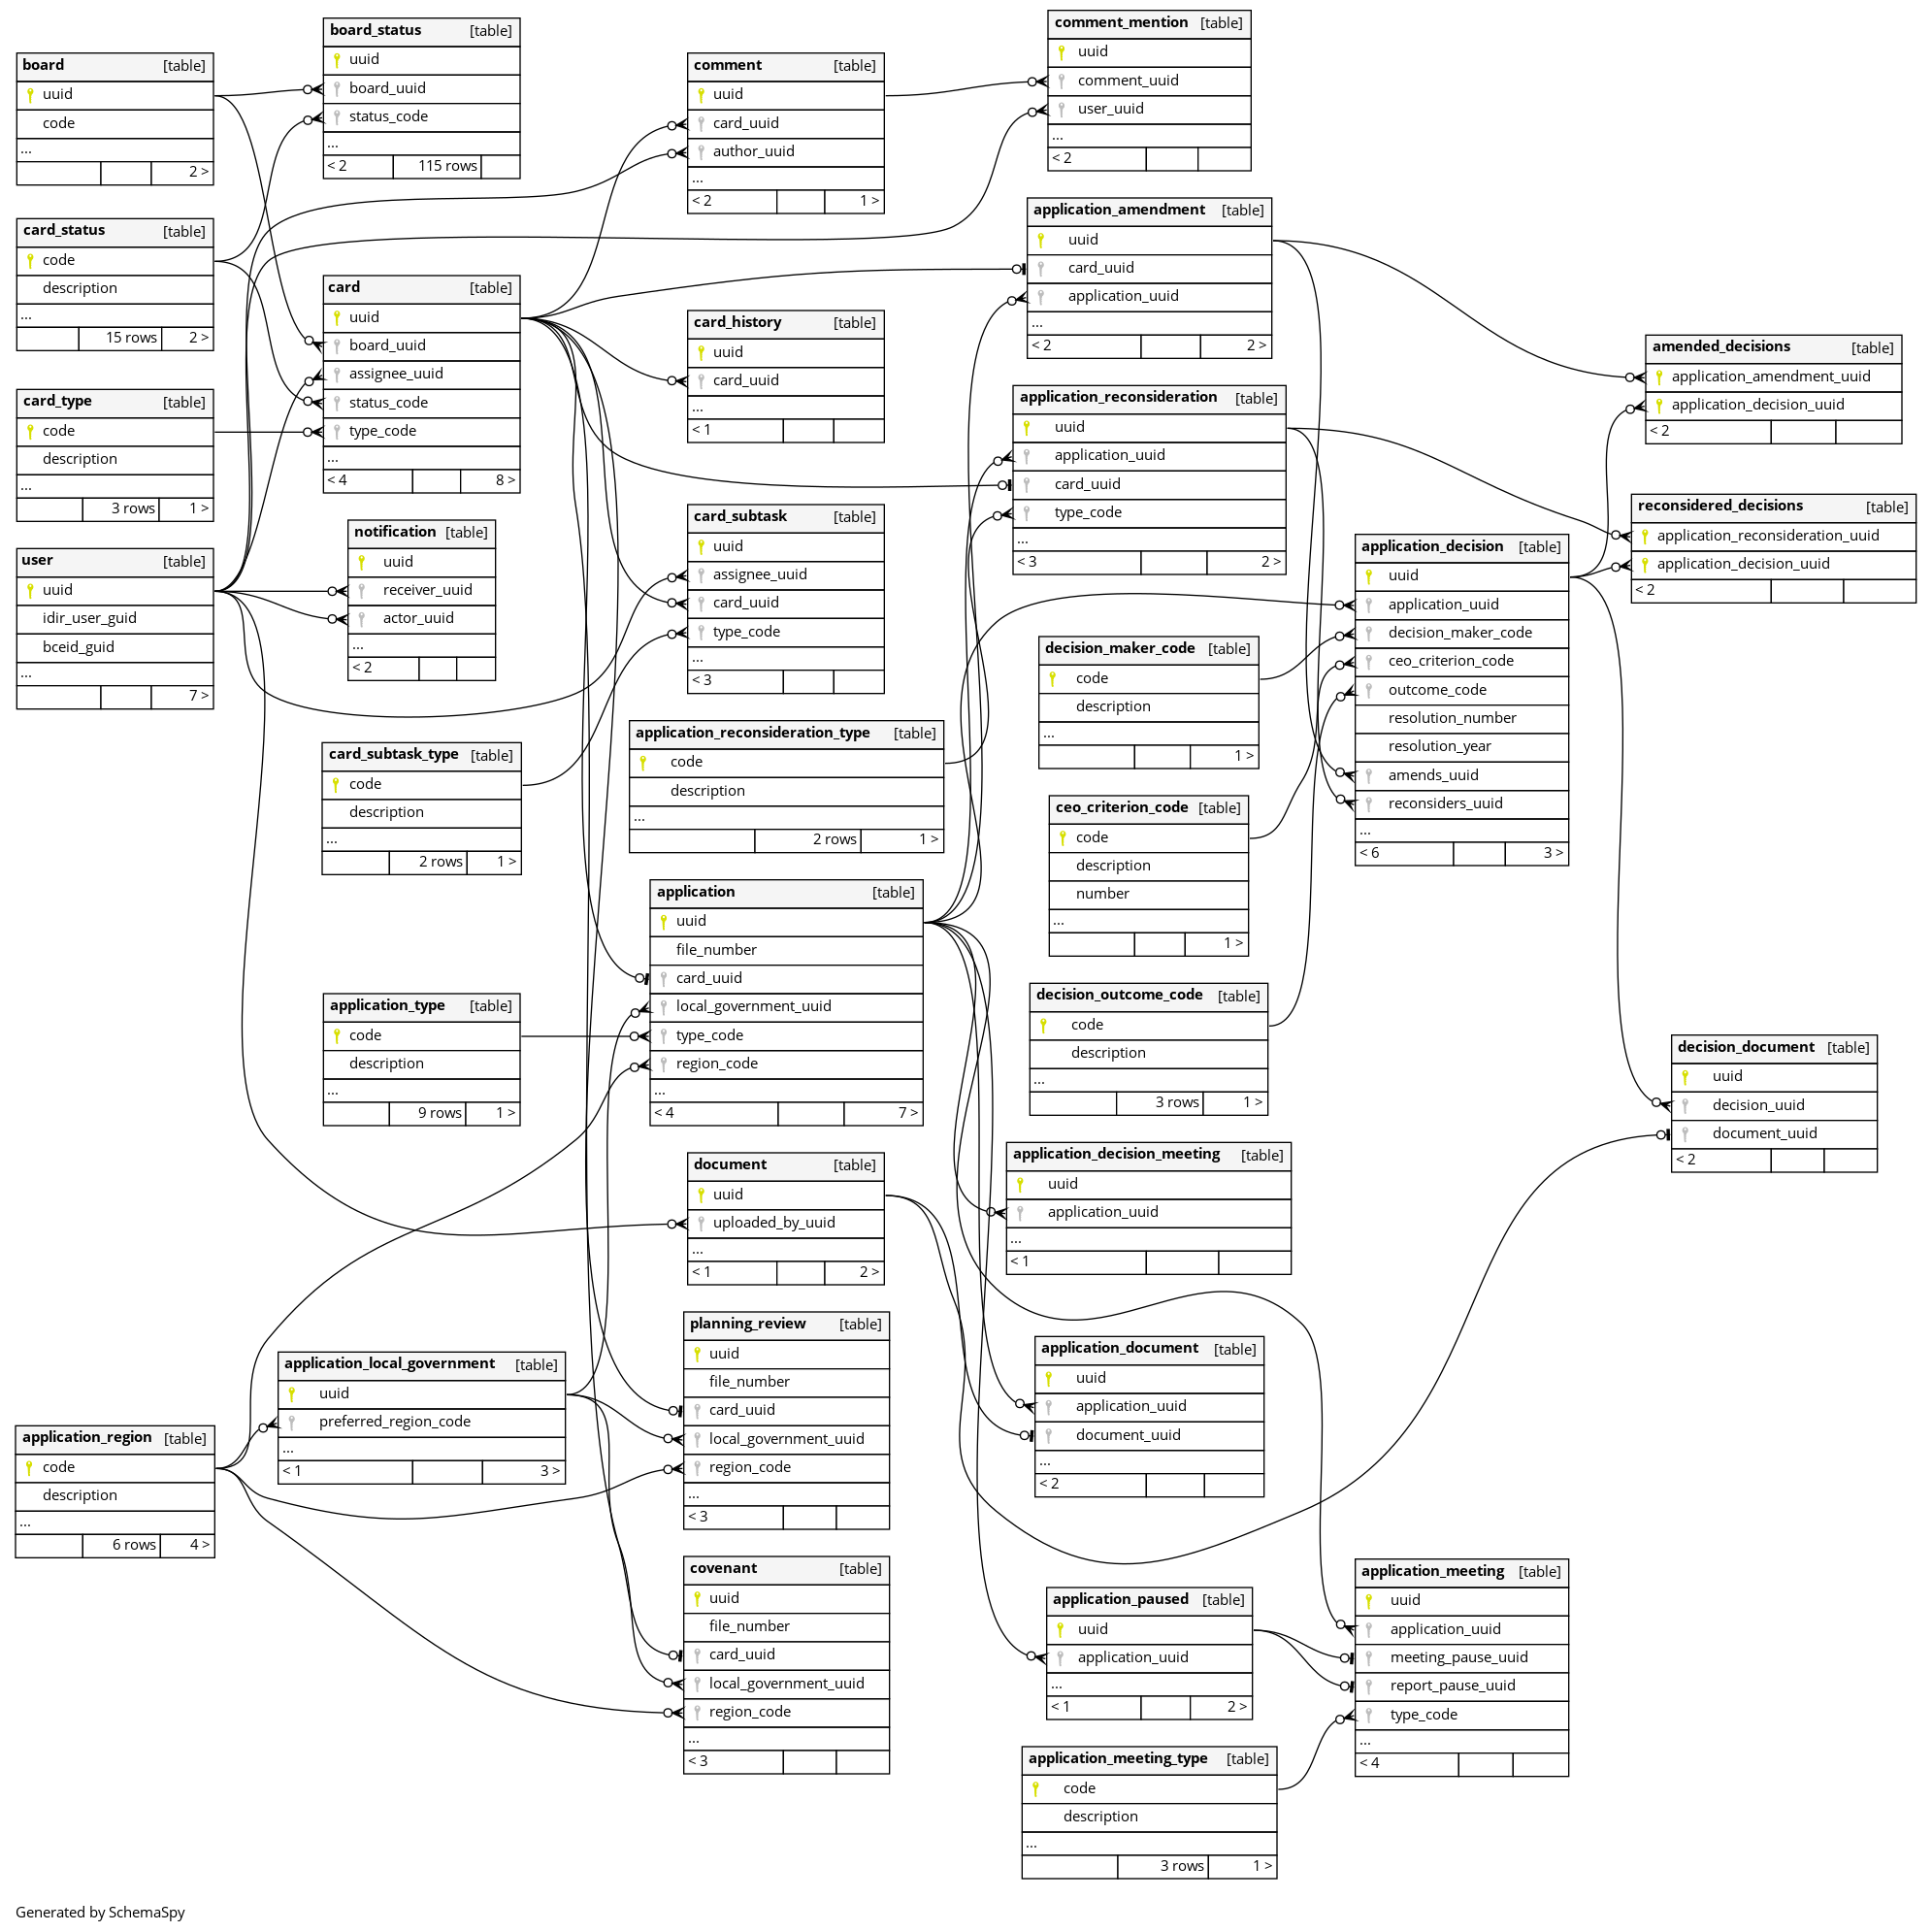 board [table]
uuid
code
...
2 >
board_status [table]
uuid
board_uuid
status_code
...
< 2 115 rows
comment [table]
uuid
card_uuid
author_uuid
...
< 2 1 >
comment_mention [table]
uuid
comment_uuid
user_uuid
...
< 2
card_status [table]
code
description
...
15 rows 2 >
card [table]
uuid
board_uuid
assignee_uuid
status_code
type_code
...
< 4 8 >
card_history [table]
uuid
card_uuid
...
< 1
application_amendment [table]
uuid
card_uuid
application_uuid
...
< 2 2 >
amended_decisions [table]
application_amendment_uuid
application_decision_uuid
< 2
card_type [table]
code
description
...
3 rows 1 >
application_reconsideration [table]
uuid
application_uuid
card_uuid
type_code
...
< 3 2 >
reconsidered_decisions [table]
application_reconsideration_uuid
application_decision_uuid
< 2
user [table]
uuid
idir_user_guid
bceid_guid
...
7 >
notification [table]
uuid
receiver_uuid
actor_uuid
...
< 2
card_subtask [table]
uuid
assignee_uuid
card_uuid
type_code
...
< 3
application_decision [table]
uuid
application_uuid
decision_maker_code
ceo_criterion_code
outcome_code
resolution_number
resolution_year
amends_uuid
reconsiders_uuid
...
< 6 3 >
decision_maker_code [table]
code
description
...
1 >
card_subtask_type [table]
code
description
...
2 rows 1 >
application_reconsideration_type [table]
code
description
...
2 rows 1 >
ceo_criterion_code [table]
code
description
number
...
1 >
application [table]
uuid
file_number
card_uuid
local_government_uuid
type_code
region_code
...
< 4 7 >
application_type [table]
code
description
...
9 rows 1 >
decision_outcome_code [table]
code
description
...
3 rows 1 >
decision_document [table]
uuid
decision_uuid
document_uuid
< 2
document [table]
uuid
uploaded_by_uuid
...
< 1 2 >
application_decision_meeting [table]
uuid
application_uuid
...
< 1
planning_review [table]
uuid
file_number
card_uuid
local_government_uuid
region_code
...
< 3
application_document [table]
uuid
application_uuid
document_uuid
...
< 2
application_local_government [table]
uuid
preferred_region_code
...
< 1 3 >
application_region [table]
code
description
...
6 rows 4 >
covenant [table]
uuid
file_number
card_uuid
local_government_uuid
region_code
...
< 3
application_paused [table]
uuid
application_uuid
...
< 1 2 >
application_meeting [table]
uuid
application_uuid
meeting_pause_uuid
report_pause_uuid
type_code
...
< 4
application_meeting_type [table]
code
description
...
3 rows 1 >
Generated by SchemaSpy